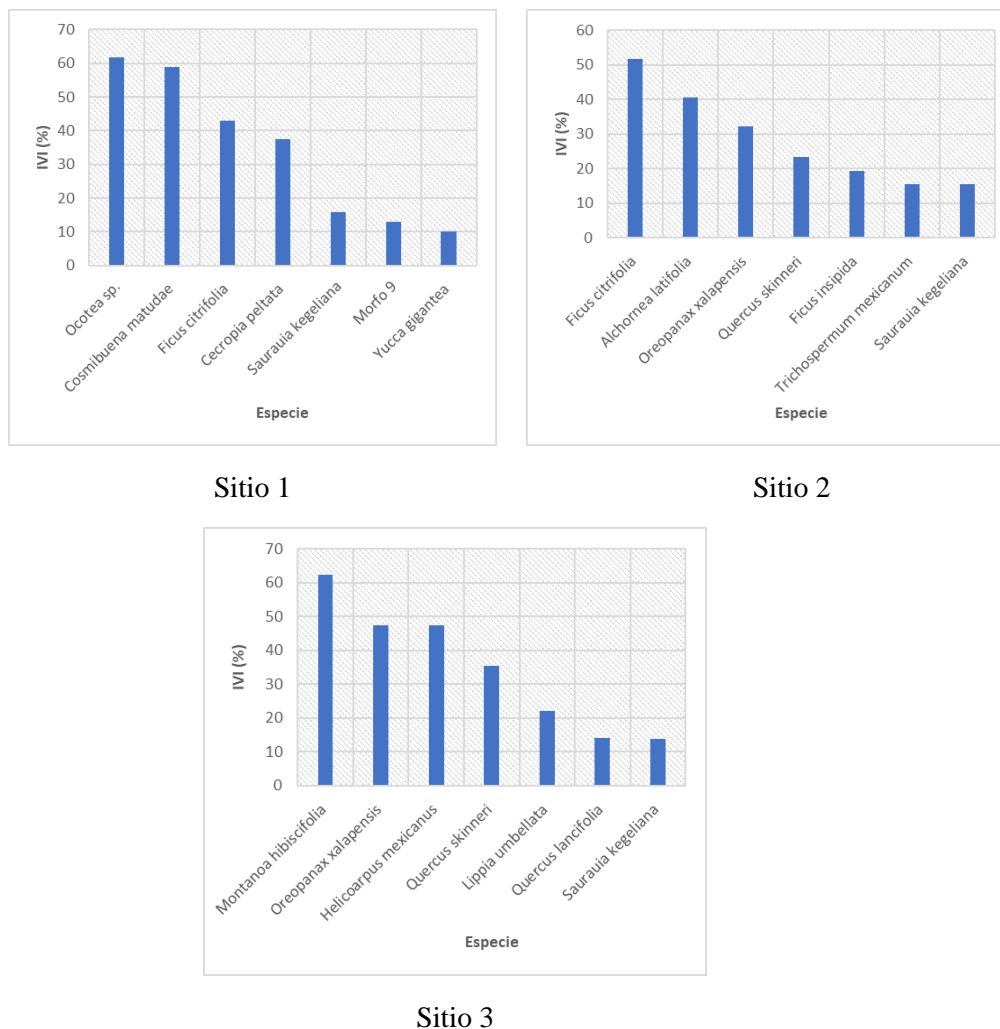 70
60
50
40
30
20
10
0
IVI (%)
Ocotea sp.
Cosmibuena matudae
Ficus citrifolia
Cecropia peltata
Saurauia kegeliana
Morfo 9
Yucca gigantea
Especie
Sitio 1
60
50
40
30
20
10
0
IVI (%)
Ficus citrifolia
Alchornea latifolia
Oreopanax xalapensis
Quercus skinneri
Ficus insipida
Trichospermum mexicanum
Saurauia kegeliana
Especie
Sitio 2
70
60
50
40
30
20
10
0
IVI (%)
Montanoa hibiscifolia
Oreopanax xalapensis
Helicoarpus mexicanus
Quercus skinneri
Lippia umbellata
Quercus lancifolia
Saurauia kegeliana
Especie
Sitio 3